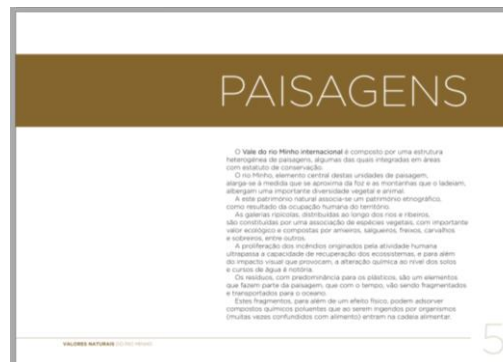 PAISAGENS
O Vale do rio Minho internacional é composto por uma estrutura
heterogénea de paisagens, algumas das quais integradas em áreas
com estatuto de conservação.
O rio Minho, elemento central destas unidades de paisagem,
alarga-se à medida que se aproxima da foz e as montanhas que o ladeiam,
albergam uma importante diversidade vegetal e animal.
A este património natural associa-se um património etnográfico,
como resultado da ocupação humana do território.
As galerias ripícolas, distribuídas ao longo dos rios e ribeiros,
são constituídas por uma associação de espécies vegetais, com importante
valor ecológico e compostas por amieiros, salgueiros, freixos, carvalhos
e sobreiros, entre outros.
A proliferação dos incêndios originados pela atividade humana
ultrapassa a capacidade de recuperação dos ecossistemas, e para além
do impacto visual que provocam, a alteração química ao nível dos solos
e cursos de água é notória.
Os resíduos, com predominância para os plásticos, são um elementos
que fazem parte da paisagem, que com o tempo, vão sendo fragmentados
e transportados para o oceano.
Estes fragmentos, para além de um efeito físico, podem adsorver
compostos químicos poluentes que ao serem ingeridos por organismos
(muitas vezes confundidos com alimento) entram na cadeia alimentar.
VALORES NATURAIS DO RIO MINHO
5